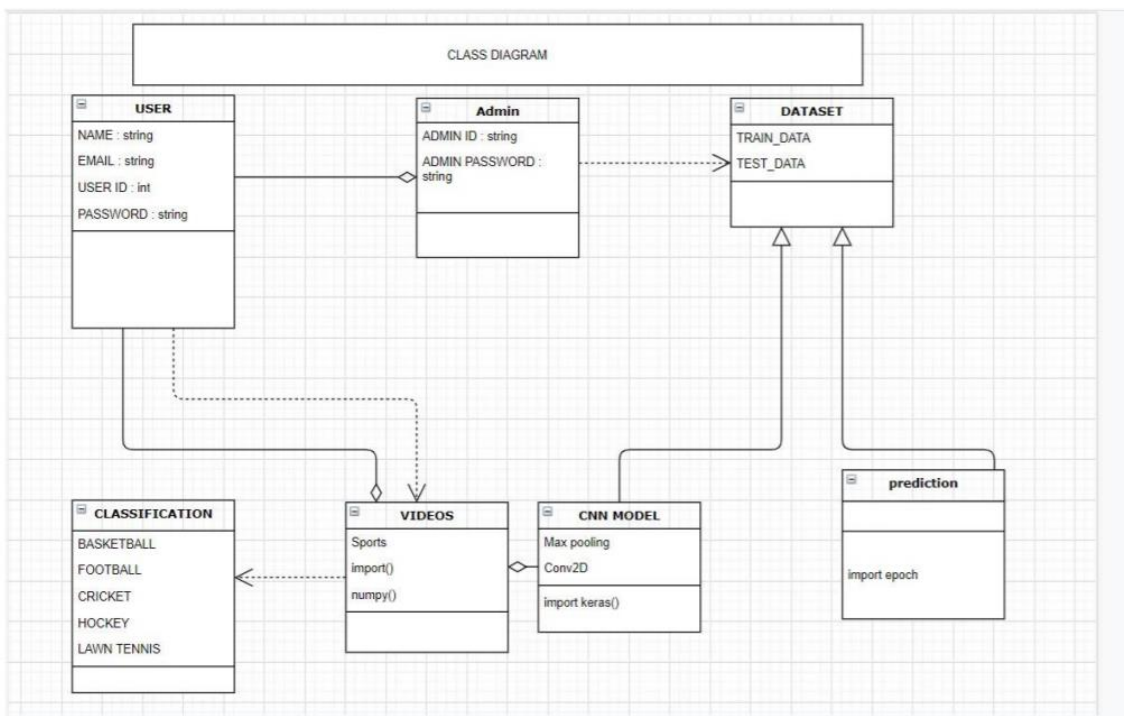 CLASS DIAGRAM
USER
NAME : string
EMAIL : string
USER ID : int
PASSWORD : string
Admin
ADMIN ID : string
ADMIN PASSWORD :
string
DATASET
TRAIN_DATA
TEST_DATA
CLASSIFICATION
BASKETBALL
FOOTBALL
CRICKET
HOCKEY
LAWN TENNIS
VIDEOS
Sports
import()
numpy()
CNN MODEL
Max pooling
Conv2D
import keras()
prediction
import epoch